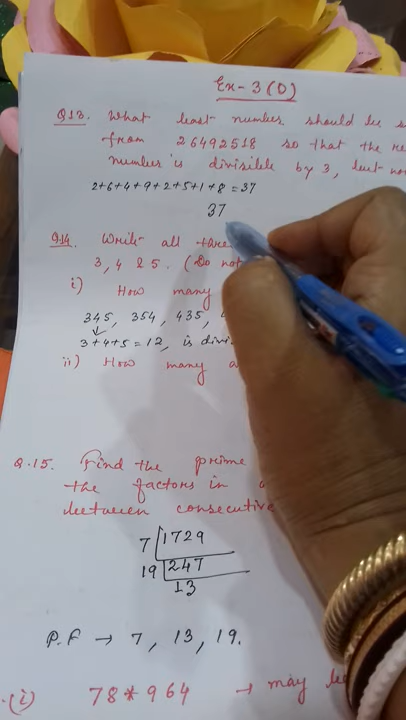 Ex-3(D)
Q13. What least number should be s
from 26492518 so that the re
number is divisible by 3, but no
2+6+4+9+2+5+1+8=37
37
Q14. Write all thre
3, 4 & 5. (Do not
i) How many
345, 354, 435,
3+4+5=12, is divi
ii) How many a
Q.15. Find the prime
the factors in
between consecutive
7 1729
19 247
13
P.F → 7, 13, 19.
(i) 78*964 → may be